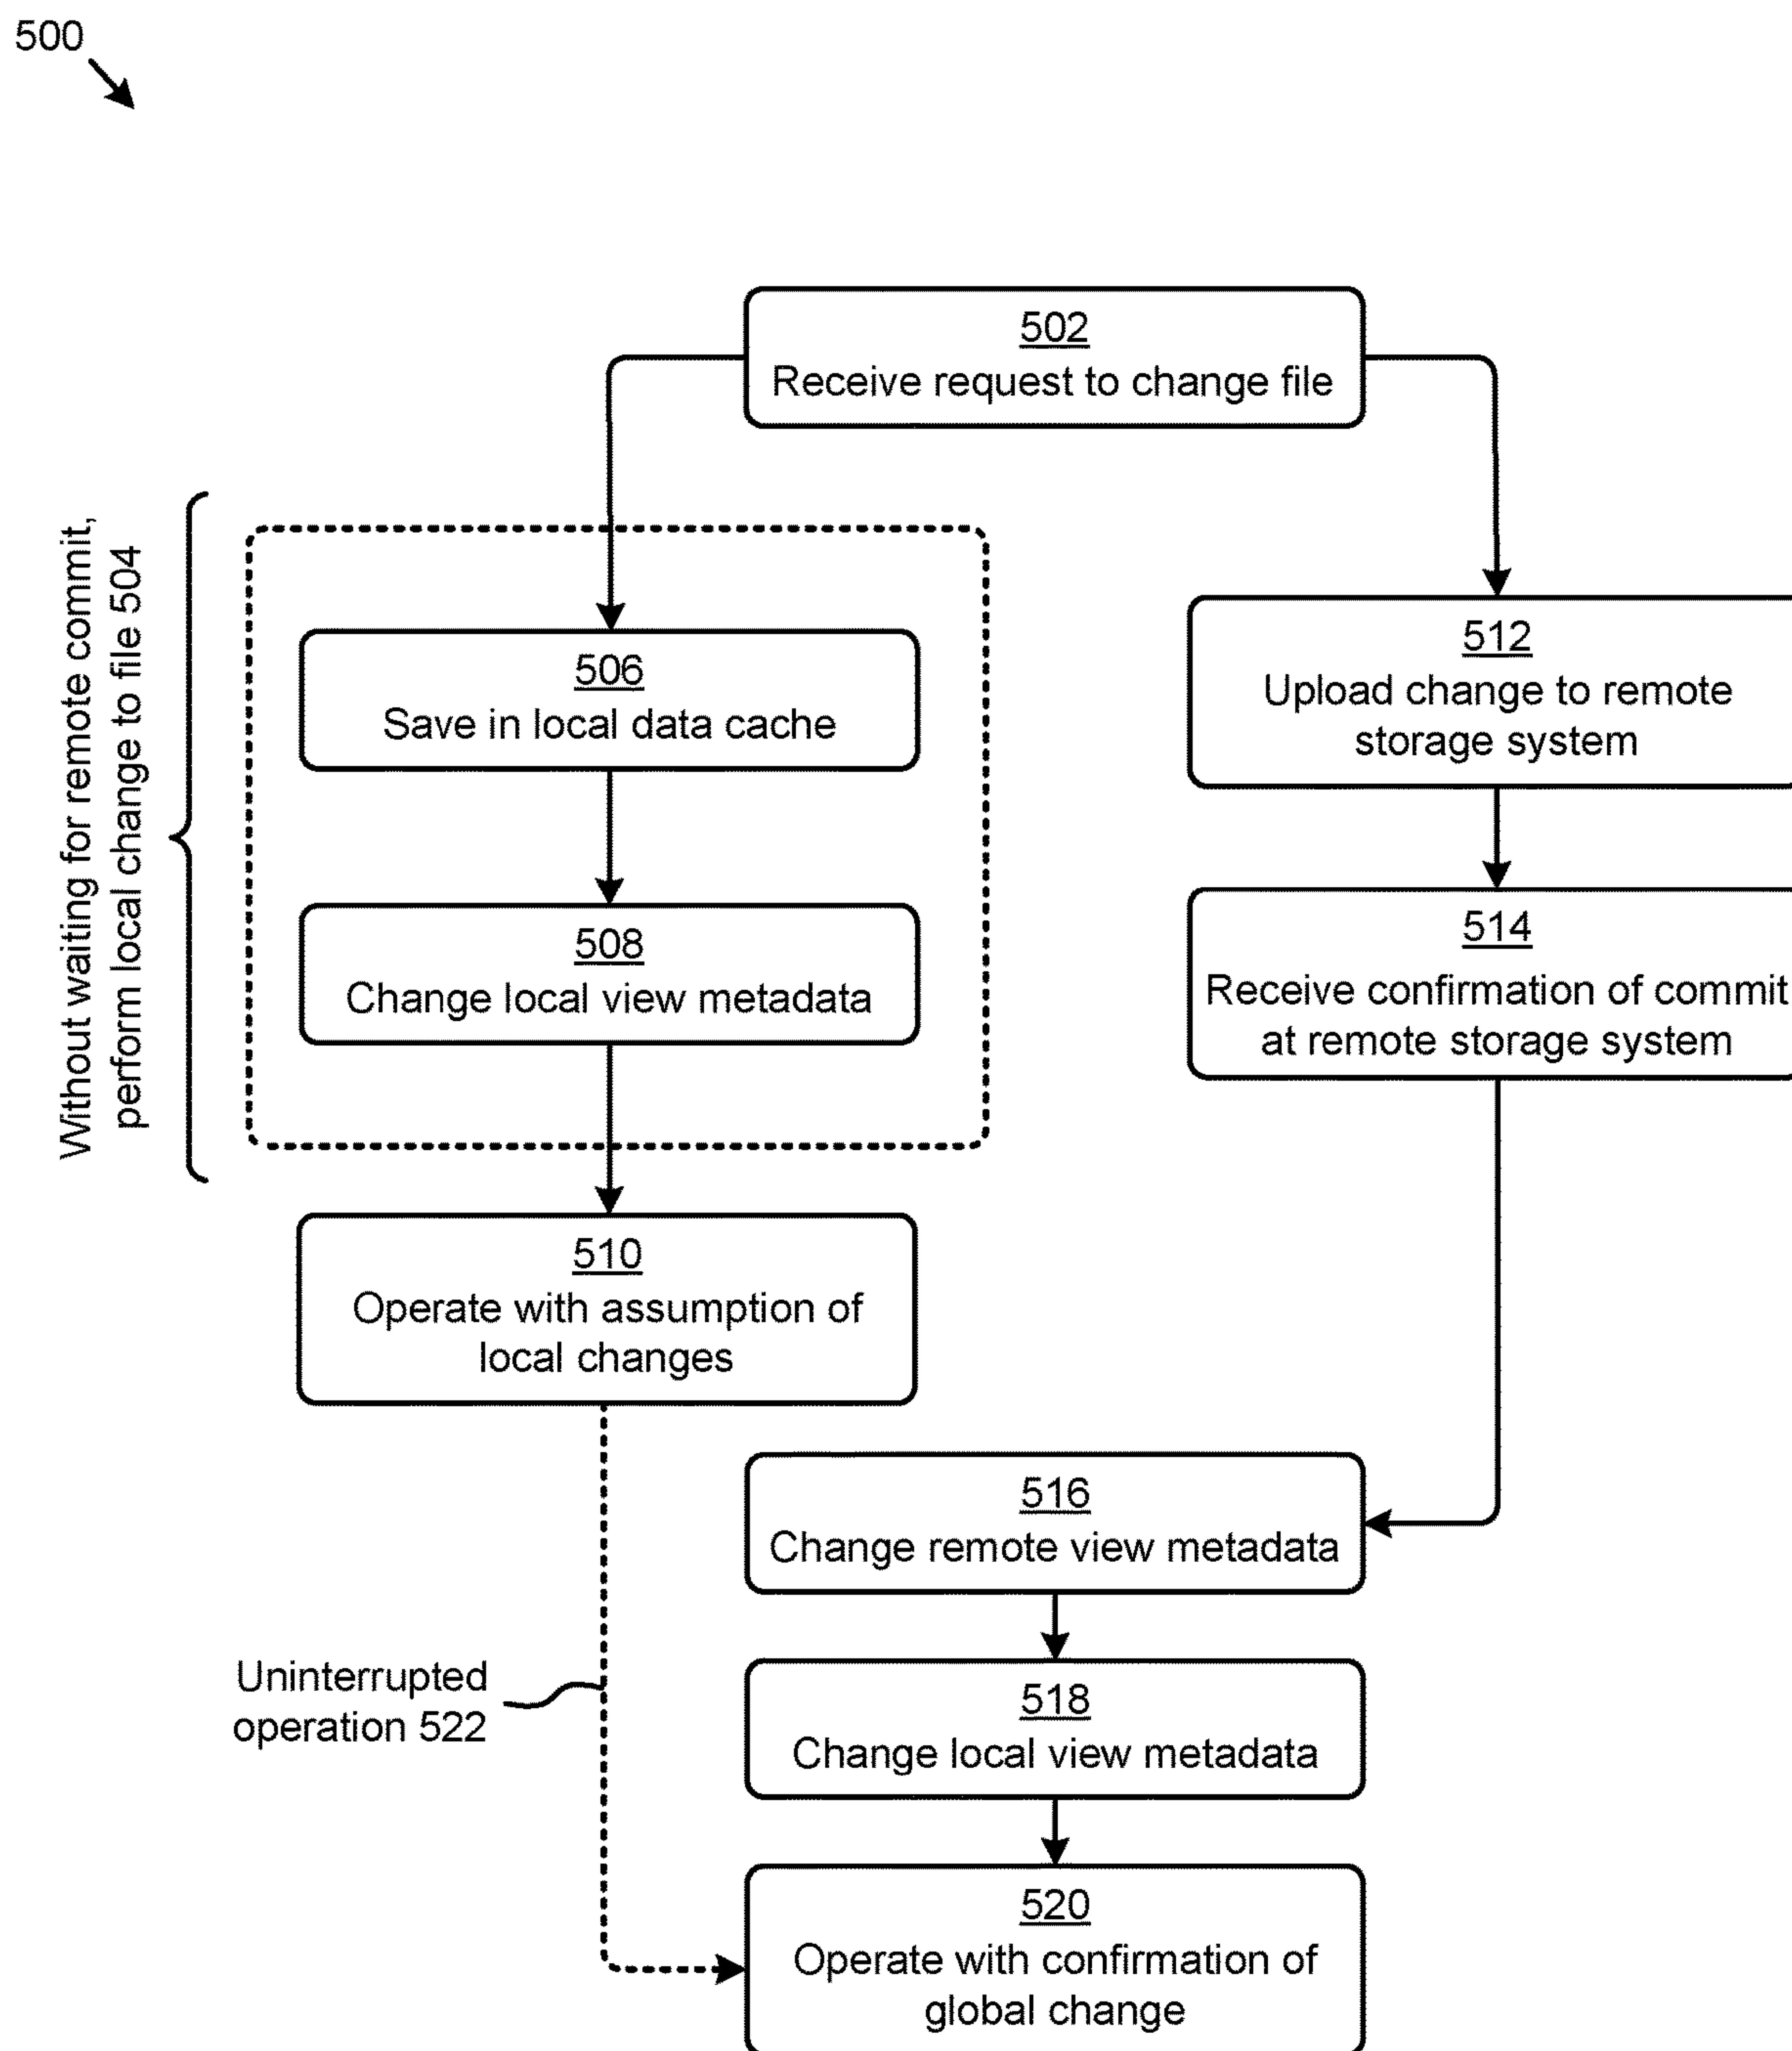 500
502
Receive request to change file
Without waiting for remote commit,
perform local change to file 504
506
Save in local data cache
512
Upload change to remote
storage system
508
Change local view metadata
514
Receive confirmation of commit
at remote storage system
510
Operate with assumption of
local changes
516
Change remote view metadata
Uninterrupted
operation 522
518
Change local view metadata
520
Operate with confirmation of
global change